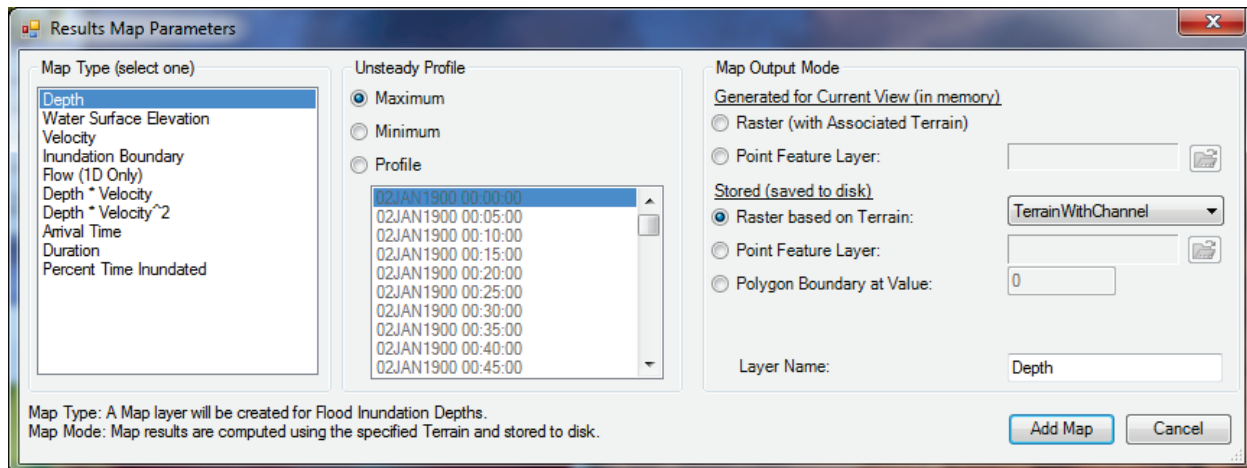 Results Map Parameters
Map Type (select one)
Depth
Water Surface Elevation
Velocity
Inundation Boundary
Flow (1D Only)
Depth * Velocity
Depth * Velocity^2
Arrival Time
Duration
Percent Time Inundated
Unsteady Profile
Maximum
Minimum
Profile
02JAN1900 00:00:00
02JAN1900 00:05:00
02JAN1900 00:10:00
02JAN1900 00:15:00
02JAN1900 00:20:00
02JAN1900 00:25:00
02JAN1900 00:30:00
02JAN1900 00:35:00
02JAN1900 00:40:00
02JAN1900 00:45:00
Map Output Mode
Generated for Current View (in memory)
Raster (with Associated Terrain)
Point Feature Layer:
Stored (saved to disk)
Raster based on Terrain: TerrainWithChannel
Point Feature Layer:
Polygon Boundary at Value: 0
Layer Name: Depth
Map Type: A Map layer will be created for Flood Inundation Depths.
Map Mode: Map results are computed using the specified Terrain and stored to disk.
Add Map Cancel